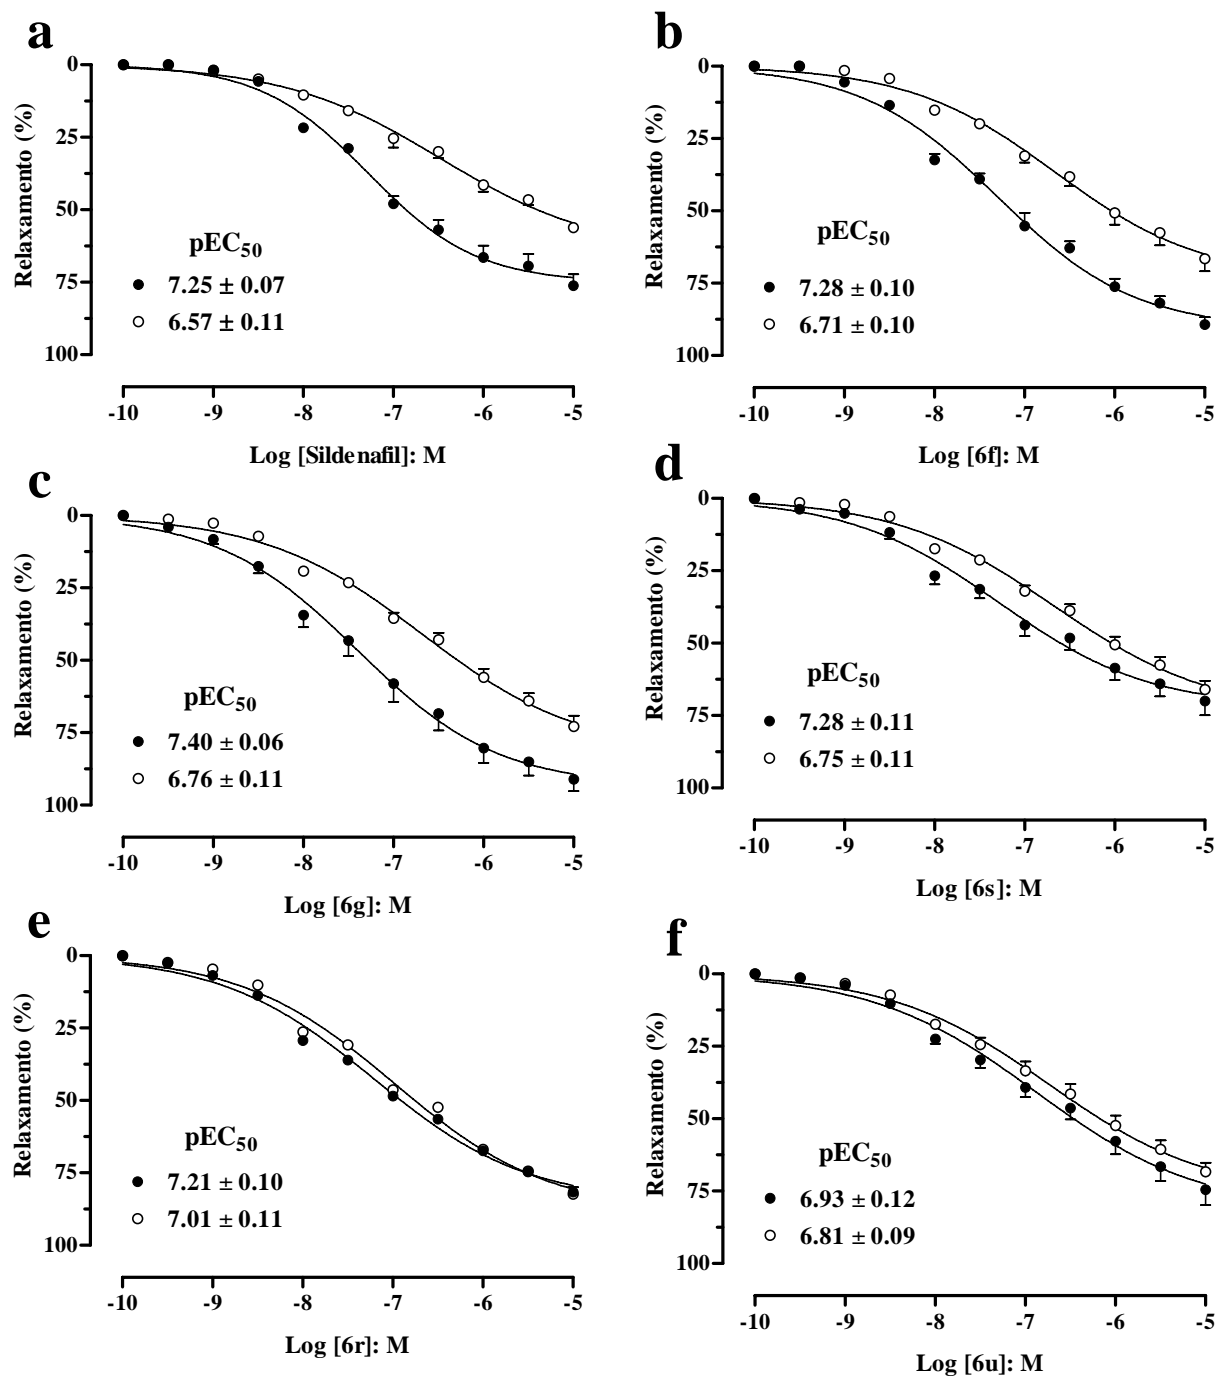 a
0
25
50
75
100
Relaxamento (%)
pEC50
7.25 ± 0.07
6.57 ± 0.11
-10 -9 -8 -7 -6 -5
Log [Sildenafil]: M
b
0
25
50
75
100
Relaxamento (%)
pEC50
7.28 ± 0.10
6.71 ± 0.10
-10 -9 -8 -7 -6 -5
Log [6f]: M
c
0
25
50
75
100
Relaxamento (%)
pEC50
7.40 ± 0.06
6.76 ± 0.11
-10 -9 -8 -7 -6 -5
Log [6g]: M
d
0
25
50
75
100
Relaxamento (%)
pEC50
7.28 ± 0.11
6.75 ± 0.11
-10 -9 -8 -7 -6 -5
Log [6s]: M
e
0
25
50
75
100
Relaxamento (%)
pEC50
7.21 ± 0.10
7.01 ± 0.11
-10 -9 -8 -7 -6 -5
Log [6r]: M
f
0
25
50
75
100
Relaxamento (%)
pEC50
6.93 ± 0.12
6.81 ± 0.09
-10 -9 -8 -7 -6 -5
Log [6u]: M